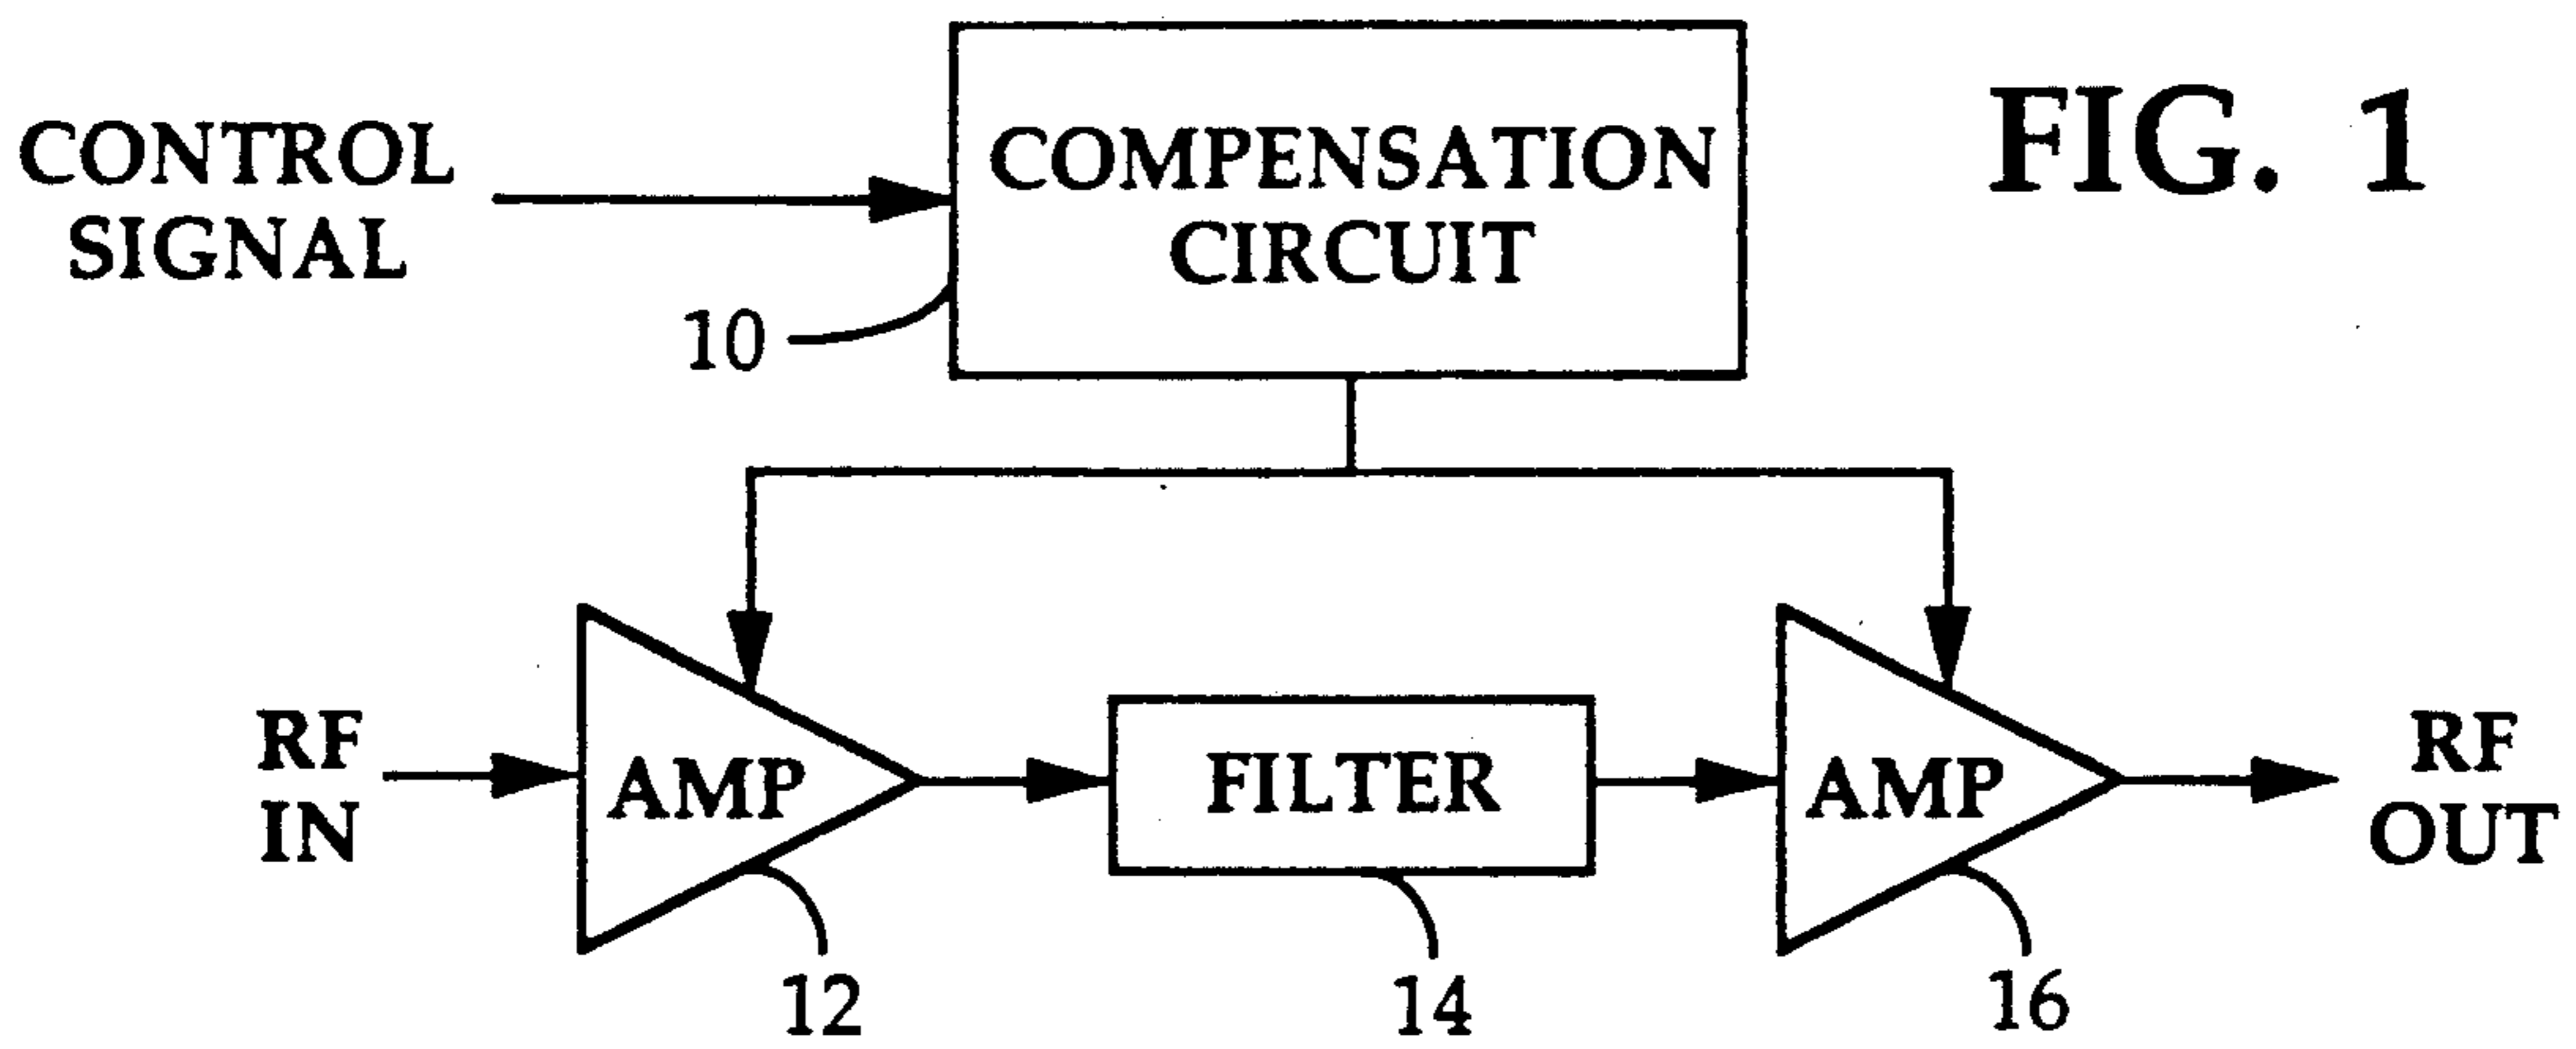 FIG. 1
CONTROL
SIGNAL
COMPENSATION
CIRCUIT
10
RF
IN
AMP
FILTER
AMP
RF
OUT
12
14
16